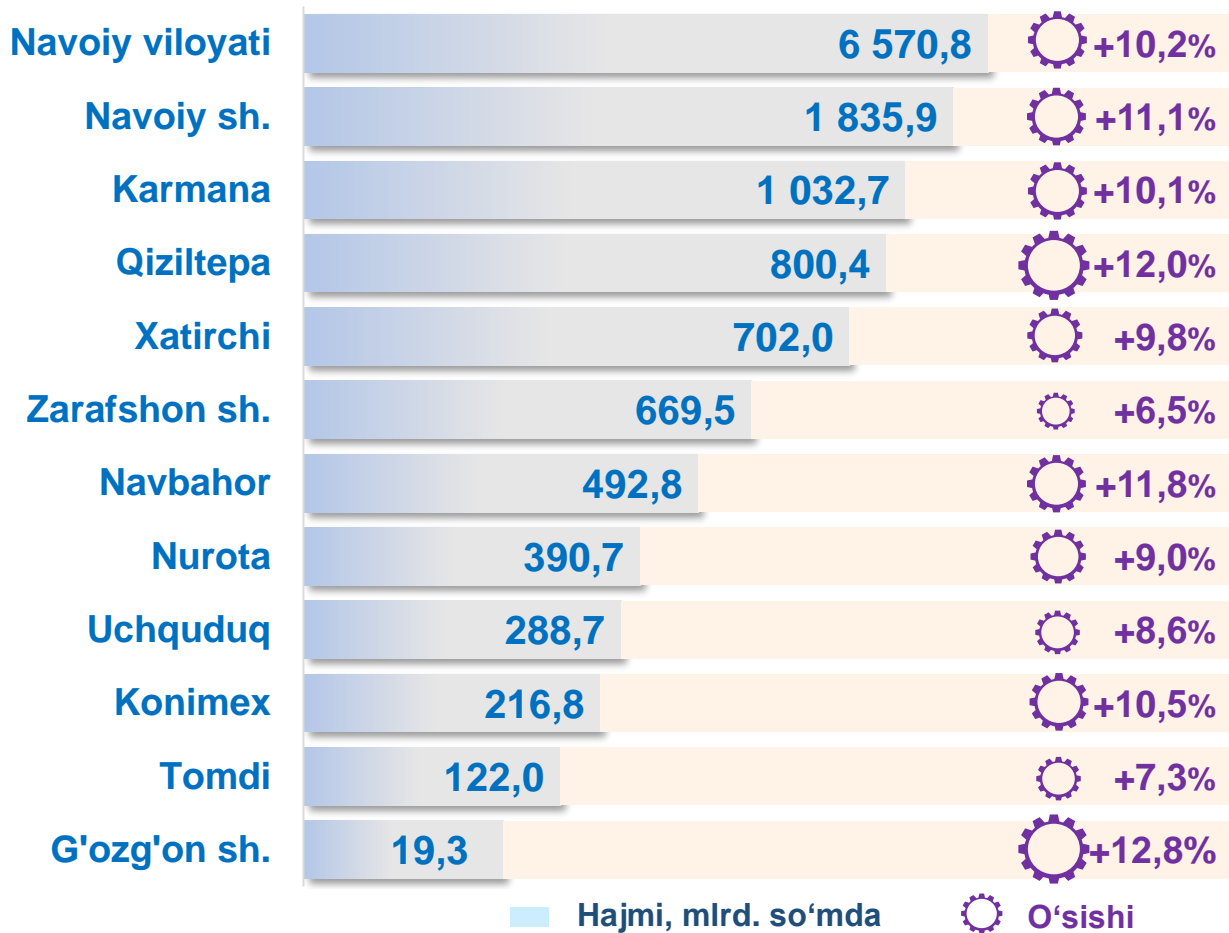 Navoiy viloyati 6 570,8 +10,2%
Navoiy sh. 1 835,9 +11,1%
Karmana 1 032,7 +10,1%
Qiziltepa 800,4 +12,0%
Xatirchi 702,0 +9,8%
Zarafshon sh. 669,5 +6,5%
Navbahor 492,8 +11,8%
Nurota 390,7 +9,0%
Uchquduq 288,7 +8,6%
Konimex 216,8 +10,5%
Tomdi 122,0 +7,3%
G'ozg'on sh. 19,3 +12,8%
Hajmi, mlrd. so‘mda O‘sishi